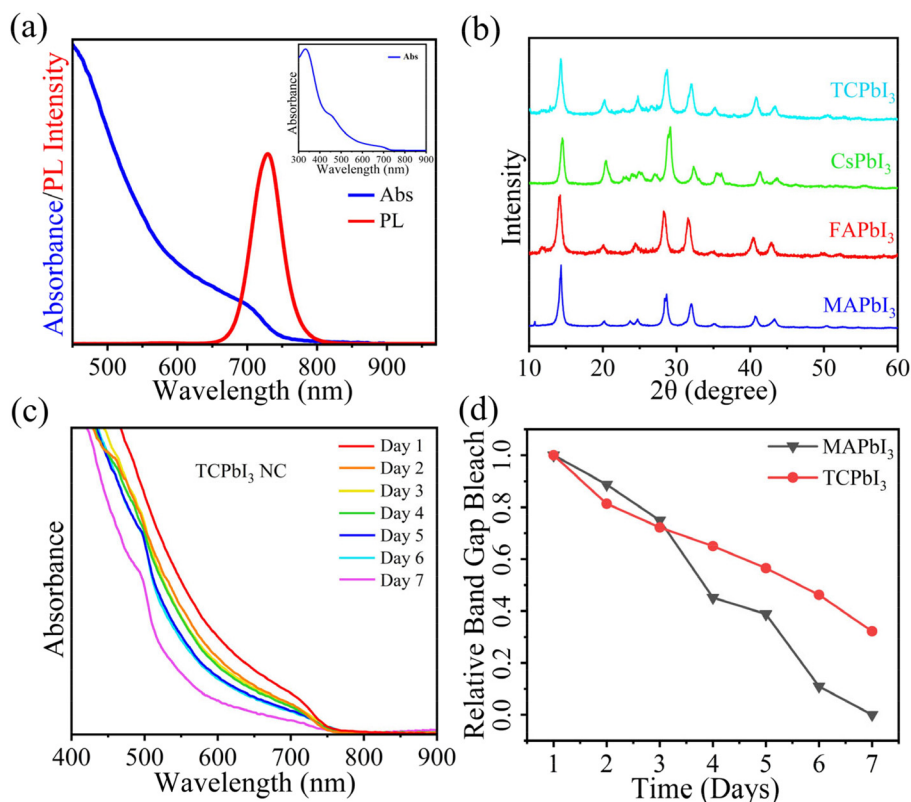 (a)
Absorbance/PL Intensity
Abs
Absorbance
300 400 500 600 700 800 900
Wavelength (nm)
Abs
PL
500 600 700 800 900
Wavelength (nm)
(b)
Intensity
TCPbI₃
CsPbI₃
FAPbI₃
MAPbI₃
10 20 30 40 50 60
2θ (degree)
(c)
Absorbance
TCPbI₃ NC
Day 1
Day 2
Day 3
Day 4
Day 5
Day 6
Day 7
400 500 600 700 800 900
Wavelength (nm)
(d)
Relative Band Gap Bleach
1.0
0.8
0.6
0.4
0.2
0.0
MAPbI₃
TCPbI₃
1 2 3 4 5 6 7
Time (Days)